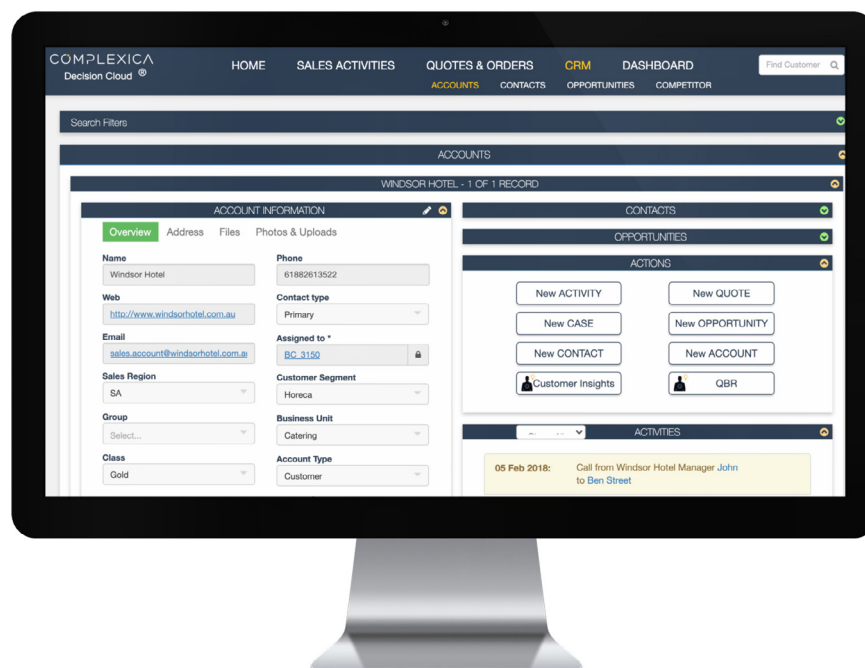 COMPLEXICA
Decision Cloud ®
HOME SALES ACTIVITIES QUOTES & ORDERS CRM DASHBOARD
Find Customer
ACCOUNTS CONTACTS OPPORTUNITIES COMPETITOR
Search Filters
ACCOUNTS
WINDSOR HOTEL - 1 OF 1 RECORD
ACCOUNT INFORMATION
Overview Address Files Photos & Uploads
Name Phone
Windsor Hotel 61882613522
Web Contact type
http://www.windsorhotel.com.au Primary
Email Assigned to *
sales.account@windsorhotel.com.a BC_3150
Sales Region Customer Segment
SA Horeca
Group Business Unit
Select... Catering
Class Account Type
Gold Customer
CONTACTS
OPPORTUNITIES
ACTIONS
New ACTIVITY New QUOTE
New CASE New OPPORTUNITY
New CONTACT New ACCOUNT
Customer Insights QBR
ACTIVITIES
05 Feb 2018: Call from Windsor Hotel Manager John
to Ben Street